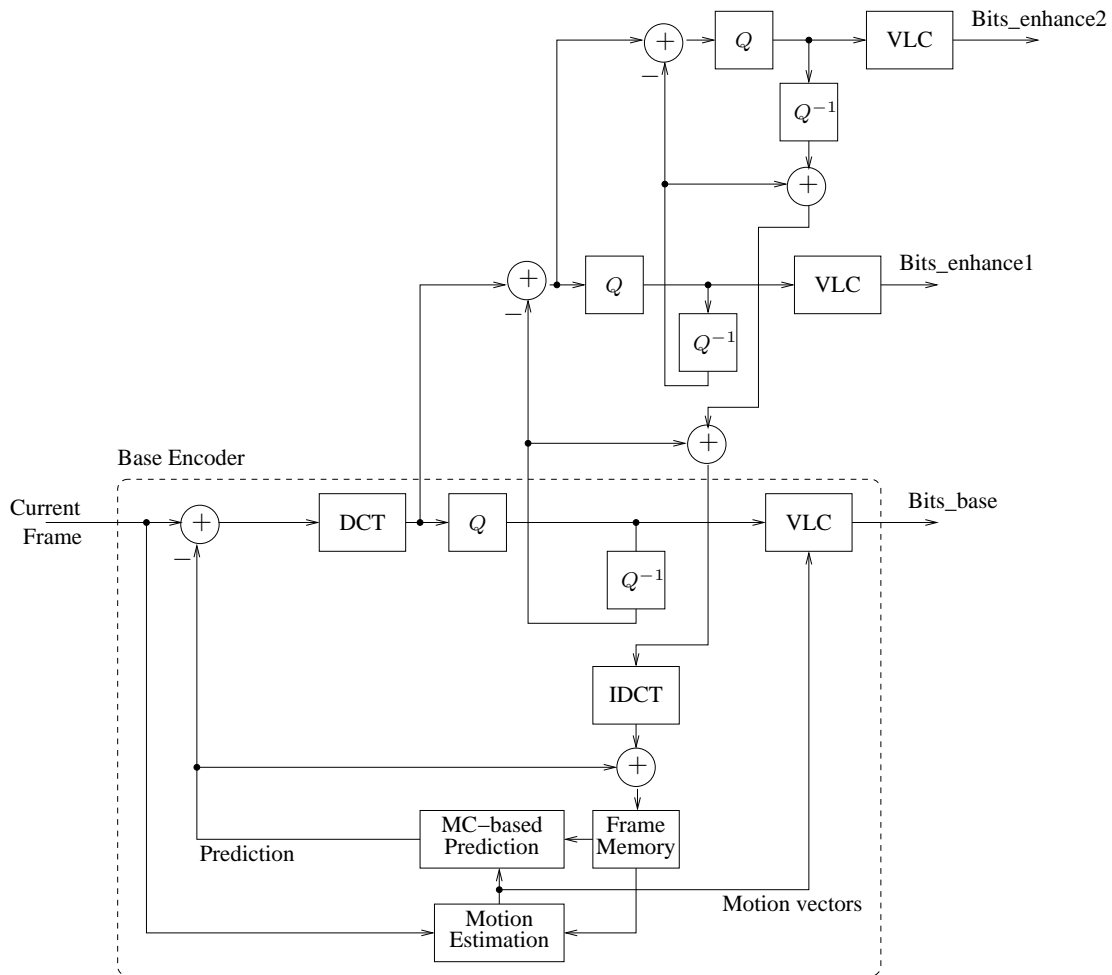 Bits_enhance2
+
Q
VLC
−
Q⁻¹
+
Bits_enhance1
+
Q
VLC
−
Q⁻¹
+
Base Encoder
Current
Frame
+
DCT
Q
VLC
Bits_base
−
Q⁻¹
IDCT
+
MC−based
Prediction
Frame
Memory
Prediction
Motion vectors
Motion
Estimation